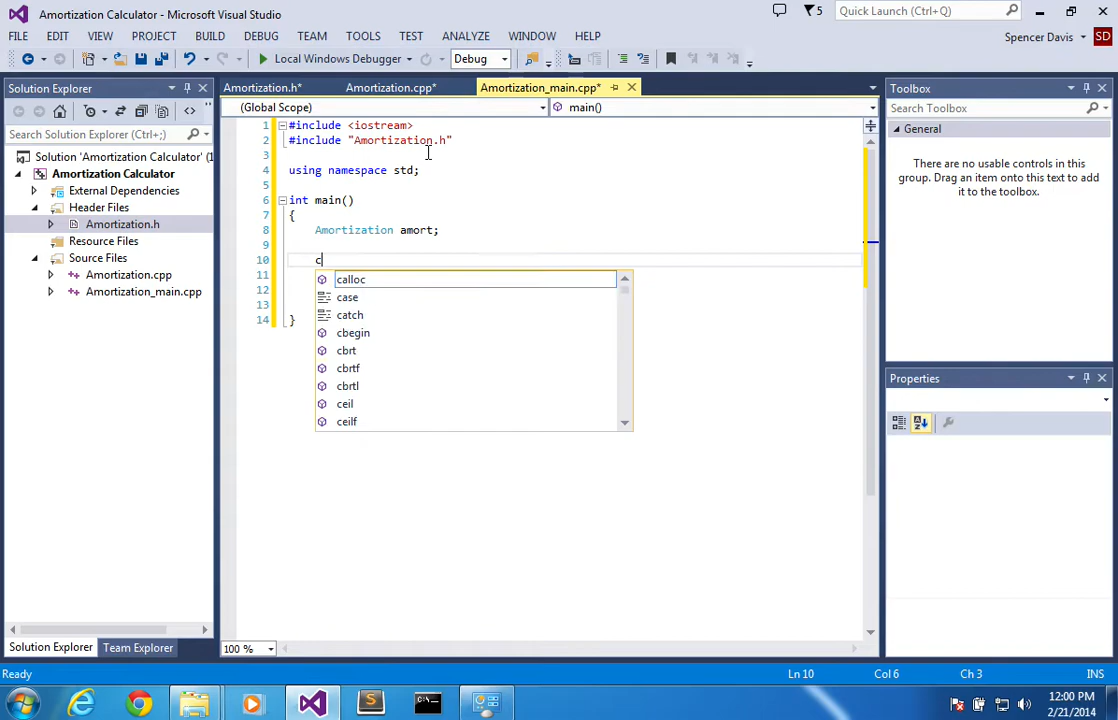 Amortization Calculator - Microsoft Visual Studio
5
Quick Launch (Ctrl+Q)
FILE EDIT VIEW PROJECT BUILD DEBUG TEAM TOOLS TEST ANALYZE WINDOW HELP
Spencer Davis SD
Local Windows Debugger Debug
Solution Explorer
Search Solution Explorer (Ctrl+;)
Solution 'Amortization Calculator' (1
Amortization Calculator
External Dependencies
Header Files
Amortization.h
Resource Files
Source Files
Amortization.cpp
Amortization_main.cpp
Solution Explorer Team Explorer
Amortization.h* Amortization.cpp* Amortization_main.cpp*
(Global Scope) main()
1 #include <iostream>
2 #include "Amortization.h"
3
4 using namespace std;
5
6 int main()
7 {
8 Amortization amort;
9
10 c
11
12
13
14 }
calloc
case
catch
cbegin
cbrt
cbrtf
cbrtl
ceil
ceilf
100 %
Toolbox
Search Toolbox
General
There are no usable controls in this
group. Drag an item onto this text to add
it to the toolbox.
Properties
Ready Ln 10 Col 6 Ch 3 INS
12:00 PM
2/21/2014